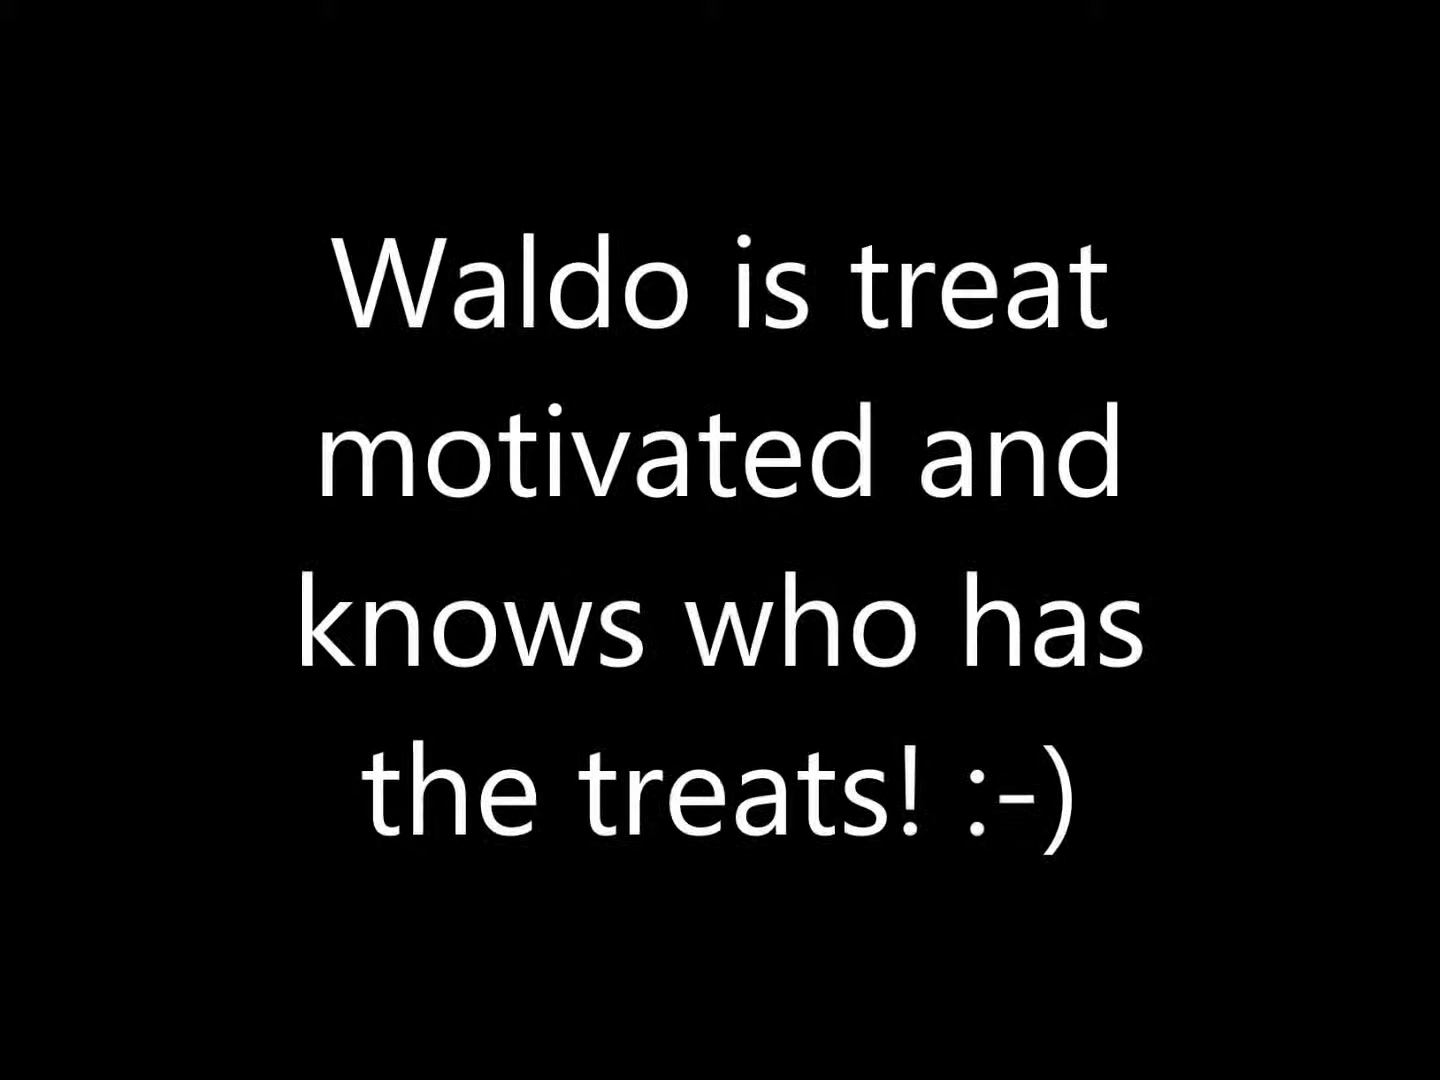 Waldo is treat
motivated and
knows who has
the treats! :-)